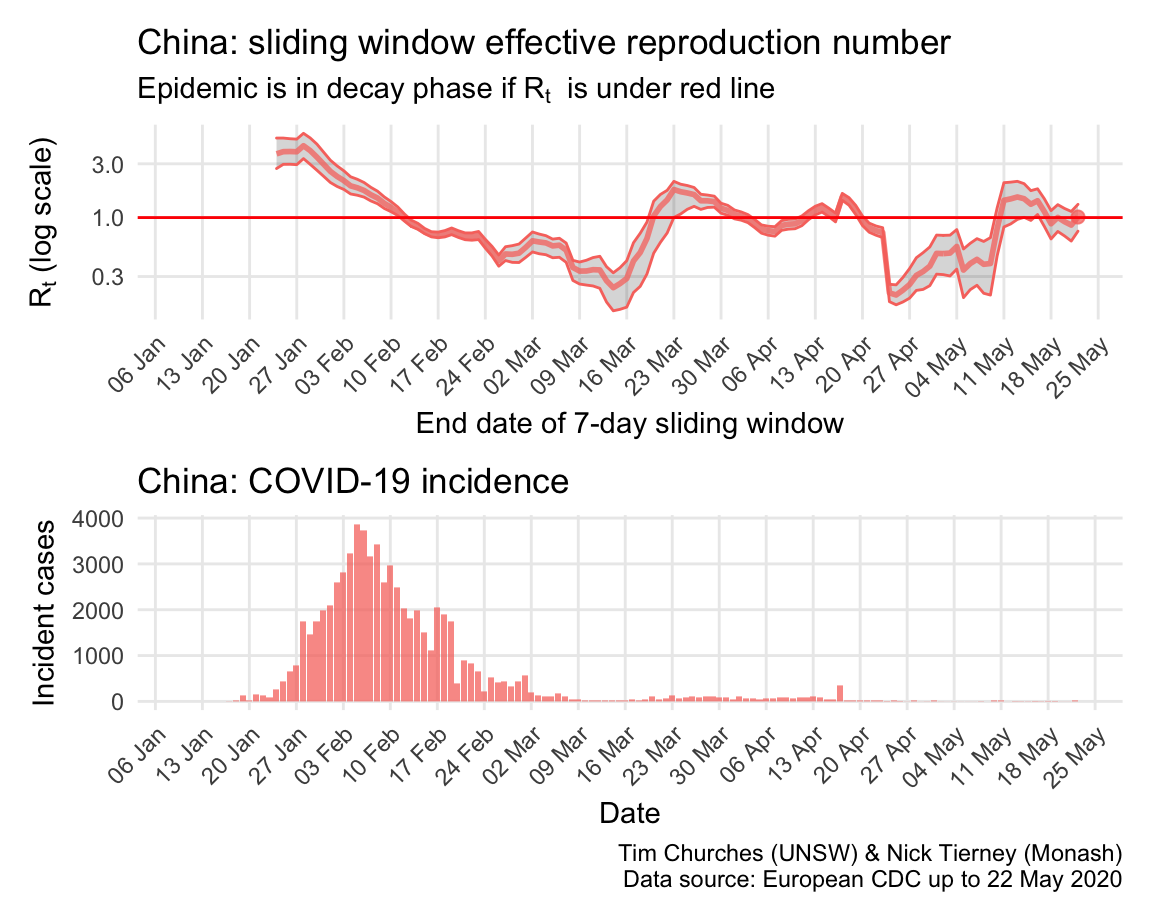 China: sliding window effective reproduction number
Epidemic is in decay phase if Rt is under red line
Rt (log scale)
3.0
1.0
0.3
06 Jan
13 Jan
20 Jan
27 Jan
03 Feb
10 Feb
17 Feb
24 Feb
02 Mar
09 Mar
16 Mar
23 Mar
30 Mar
06 Apr
13 Apr
20 Apr
27 Apr
04 May
11 May
18 May
25 May
End date of 7-day sliding window
China: COVID-19 incidence
Incident cases
4000
3000
2000
1000
0
06 Jan
13 Jan
20 Jan
27 Jan
03 Feb
10 Feb
17 Feb
24 Feb
02 Mar
09 Mar
16 Mar
23 Mar
30 Mar
06 Apr
13 Apr
20 Apr
27 Apr
04 May
11 May
18 May
25 May
Date
Tim Churches (UNSW) & Nick Tierney (Monash)
Data source: European CDC up to 22 May 2020